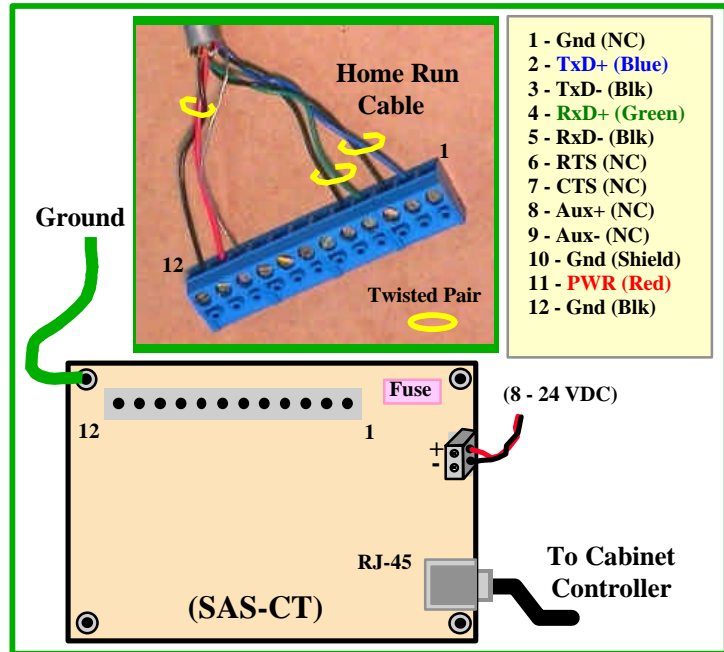 Home Run
Cable
1
12
Twisted Pair
1 - Gnd (NC)
2 - TxD+ (Blue)
3 - TxD- (Blk)
4 - RxD+ (Green)
5 - RxD- (Blk)
6 - RTS (NC)
7 - CTS (NC)
8 - Aux+ (NC)
9 - Aux- (NC)
10 - Gnd (Shield)
11 - PWR (Red)
12 - Gnd (Blk)
Ground
Fuse
(8 - 24 VDC)
12
1
+
-
RJ-45
To Cabinet
Controller
(SAS-CT)